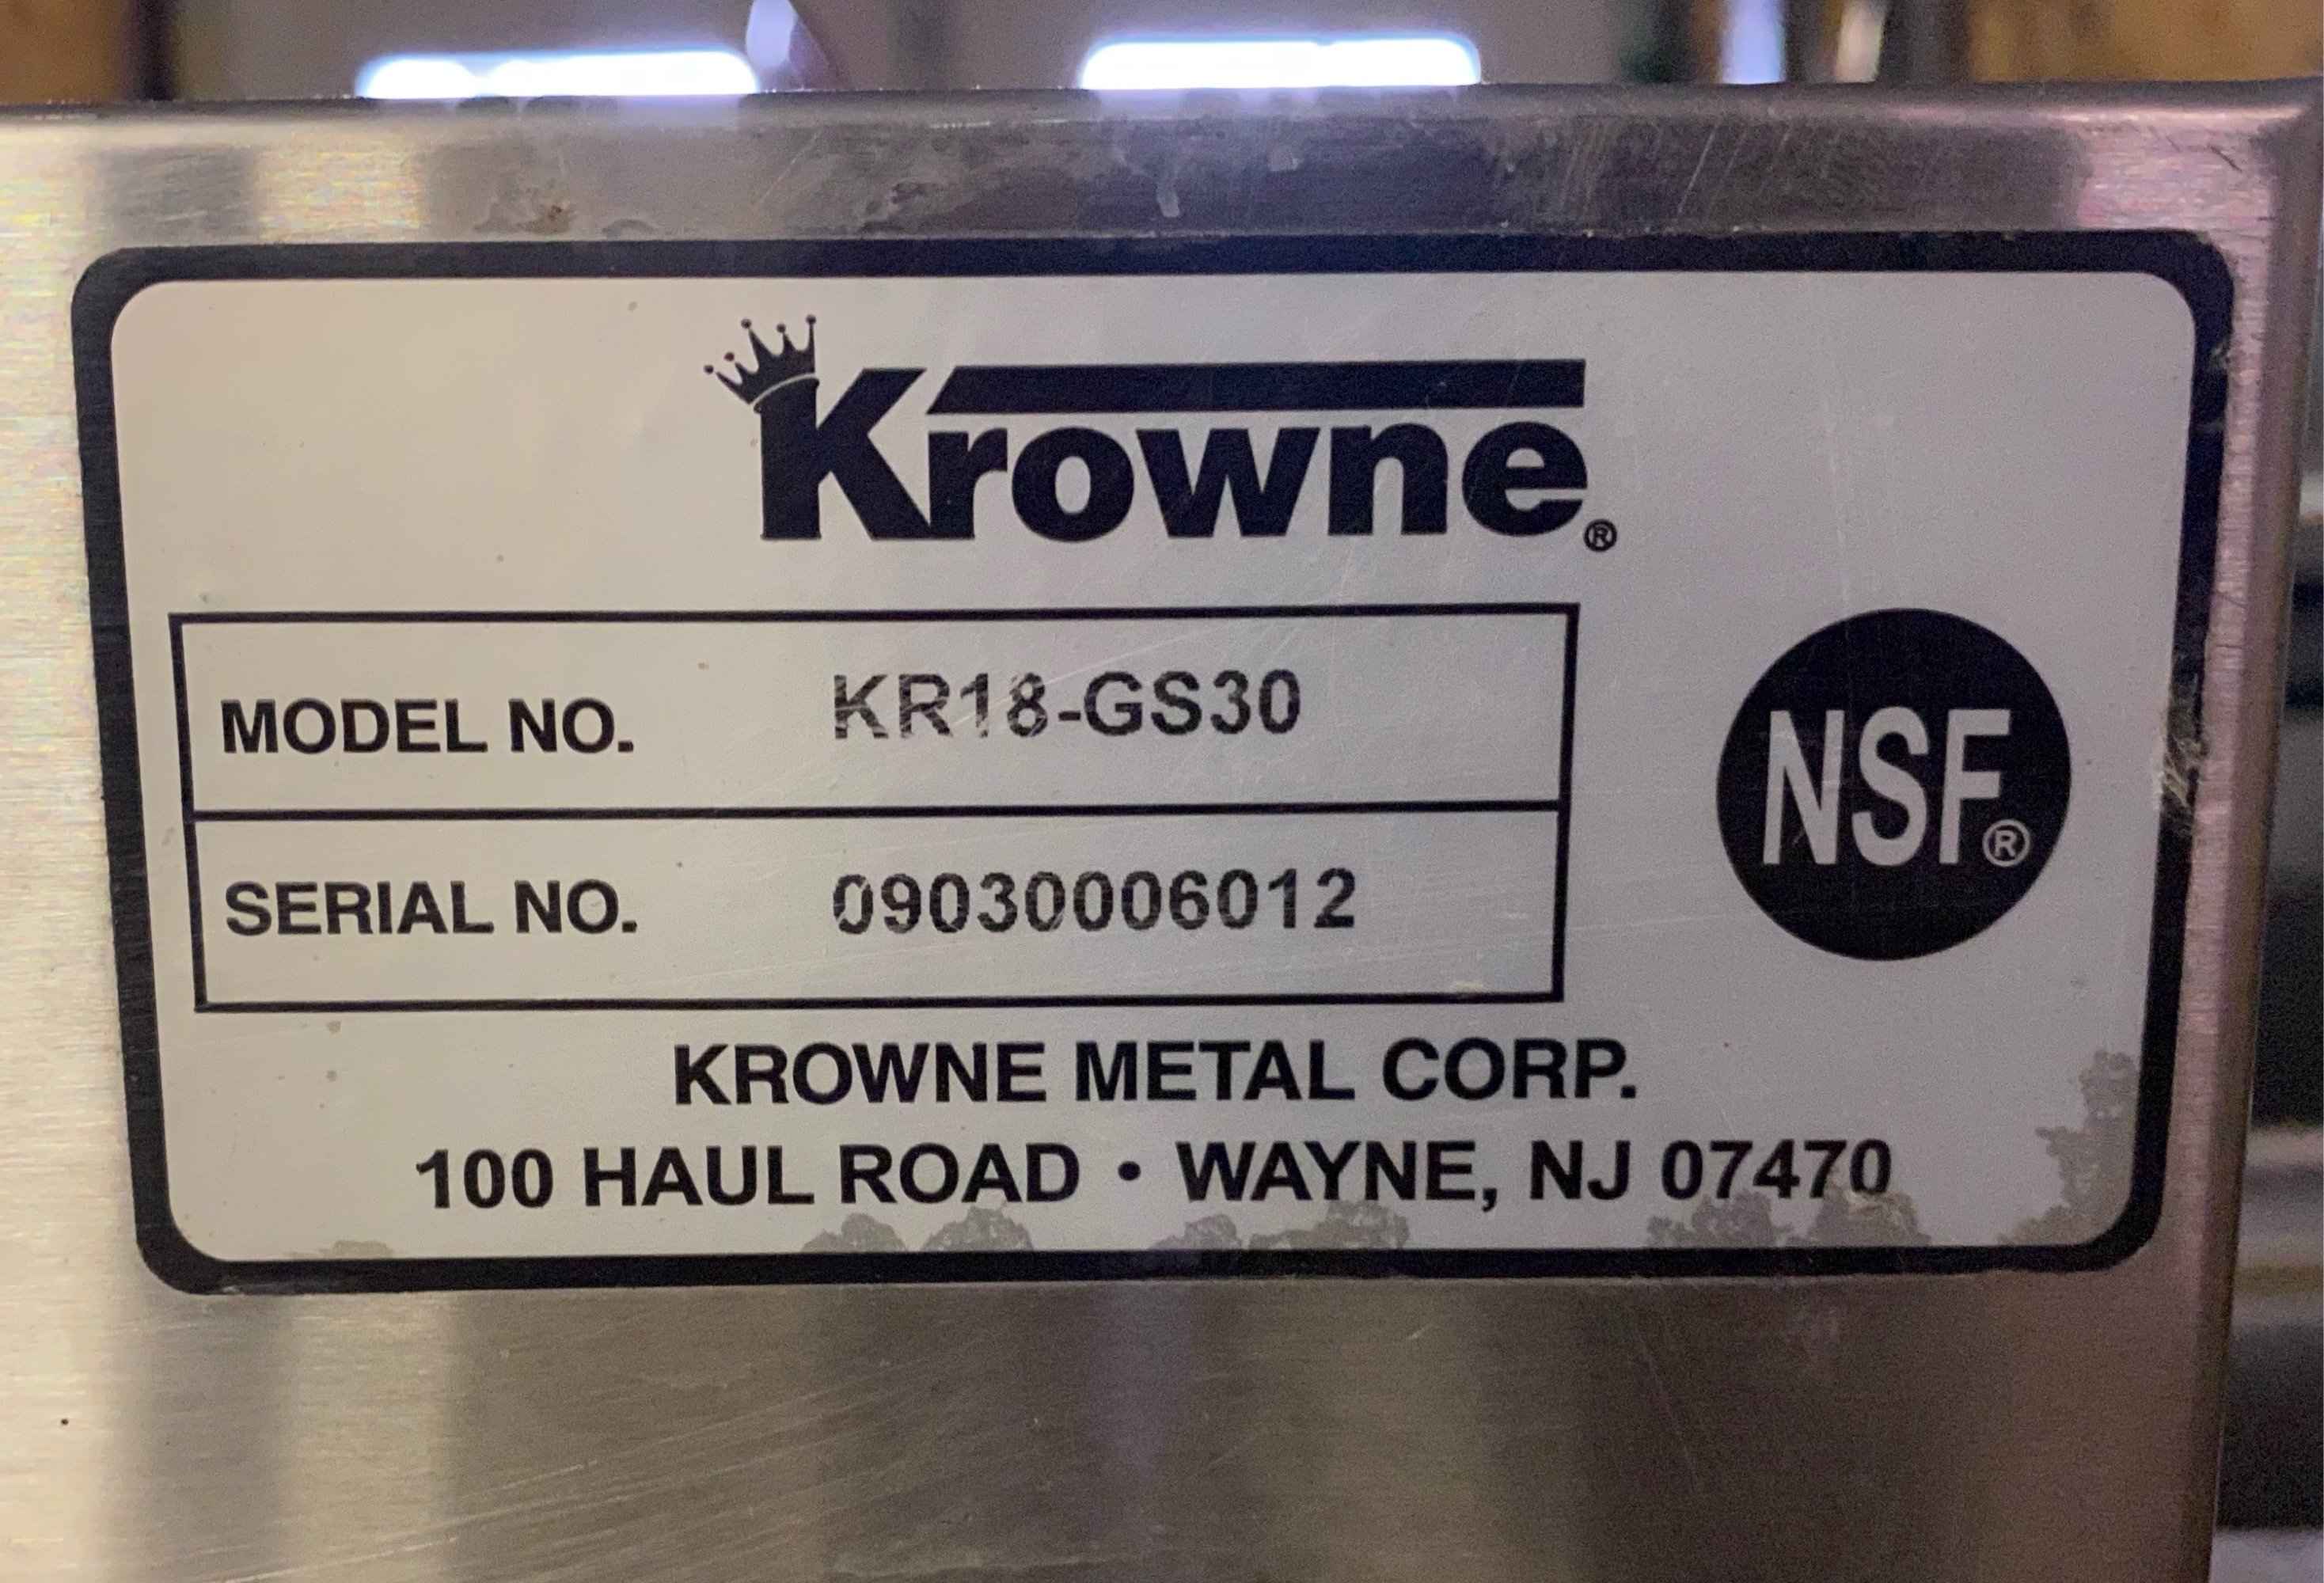 Krowne®
MODEL NO. KR18-GS30
SERIAL NO. 09030006012
NSF®
KROWNE METAL CORP.
100 HAUL ROAD • WAYNE, NJ 07470